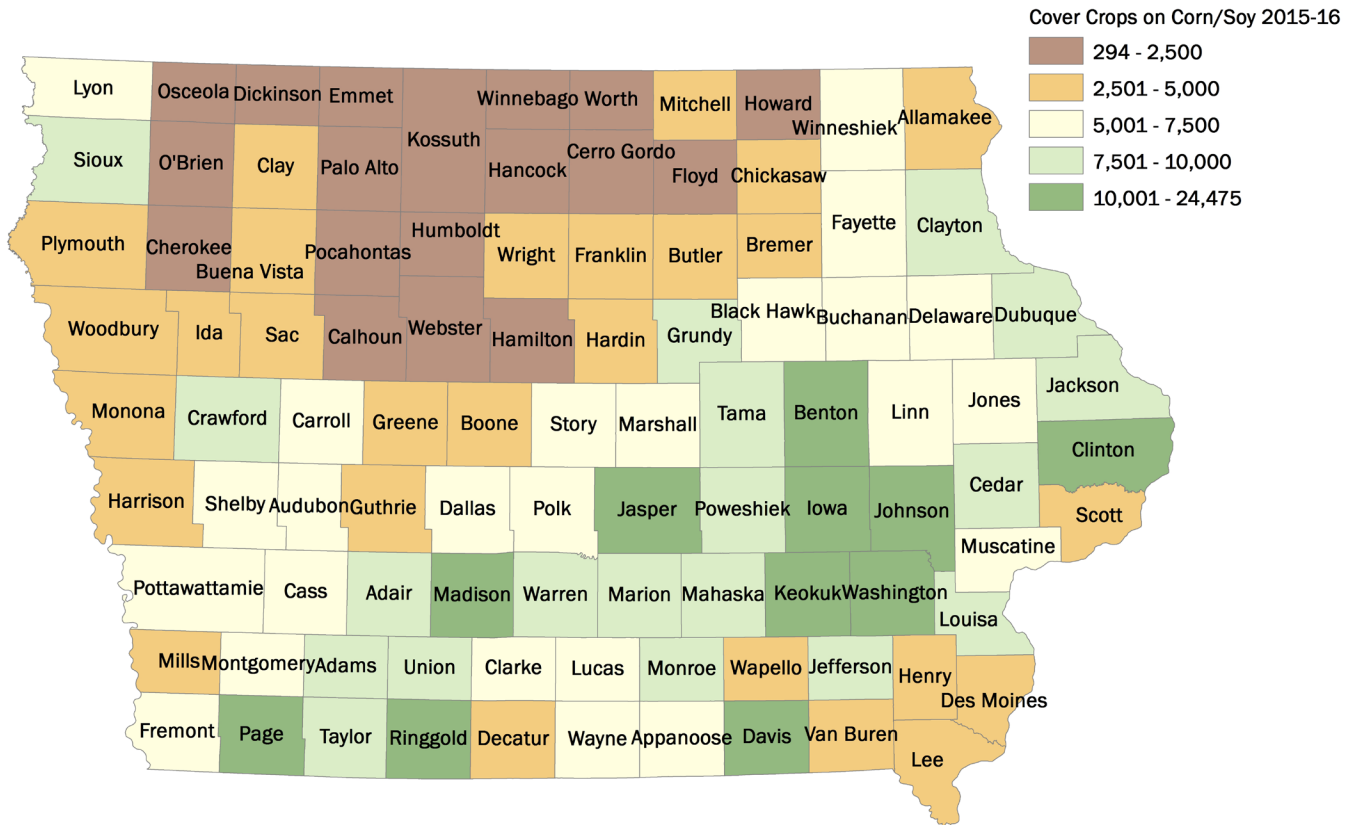 Cover Crops on Corn/Soy 2015-16
294 - 2,500
2,501 - 5,000
5,001 - 7,500
7,501 - 10,000
10,001 - 24,475
Lyon
Osceola
Dickinson
Emmet
Winnebago
Worth
Mitchell
Howard
Winneshiek
Allamakee
Kossuth
Sioux
O'Brien
Clay
Palo Alto
Hancock
Cerro Gordo
Floyd
Chickasaw
Fayette
Clayton
Plymouth
Cherokee
Buena Vista
Pocahontas
Humboldt
Wright
Franklin
Butler
Bremer
Woodbury
Ida
Sac
Calhoun
Webster
Hamilton
Hardin
Grundy
Black Hawk
Buchanan
Delaware
Dubuque
Monona
Crawford
Carroll
Greene
Boone
Story
Marshall
Tama
Benton
Linn
Jones
Jackson
Clinton
Harrison
Shelby
Audubon
Guthrie
Dallas
Polk
Jasper
Poweshiek
Iowa
Johnson
Cedar
Scott
Muscatine
Pottawattamie
Cass
Adair
Madison
Warren
Marion
Mahaska
Keokuk
Washington
Louisa
Mills
Montgomery
Adams
Union
Clarke
Lucas
Monroe
Wapello
Jefferson
Henry
Des Moines
Fremont
Page
Taylor
Ringgold
Decatur
Wayne
Appanoose
Davis
Van Buren
Lee